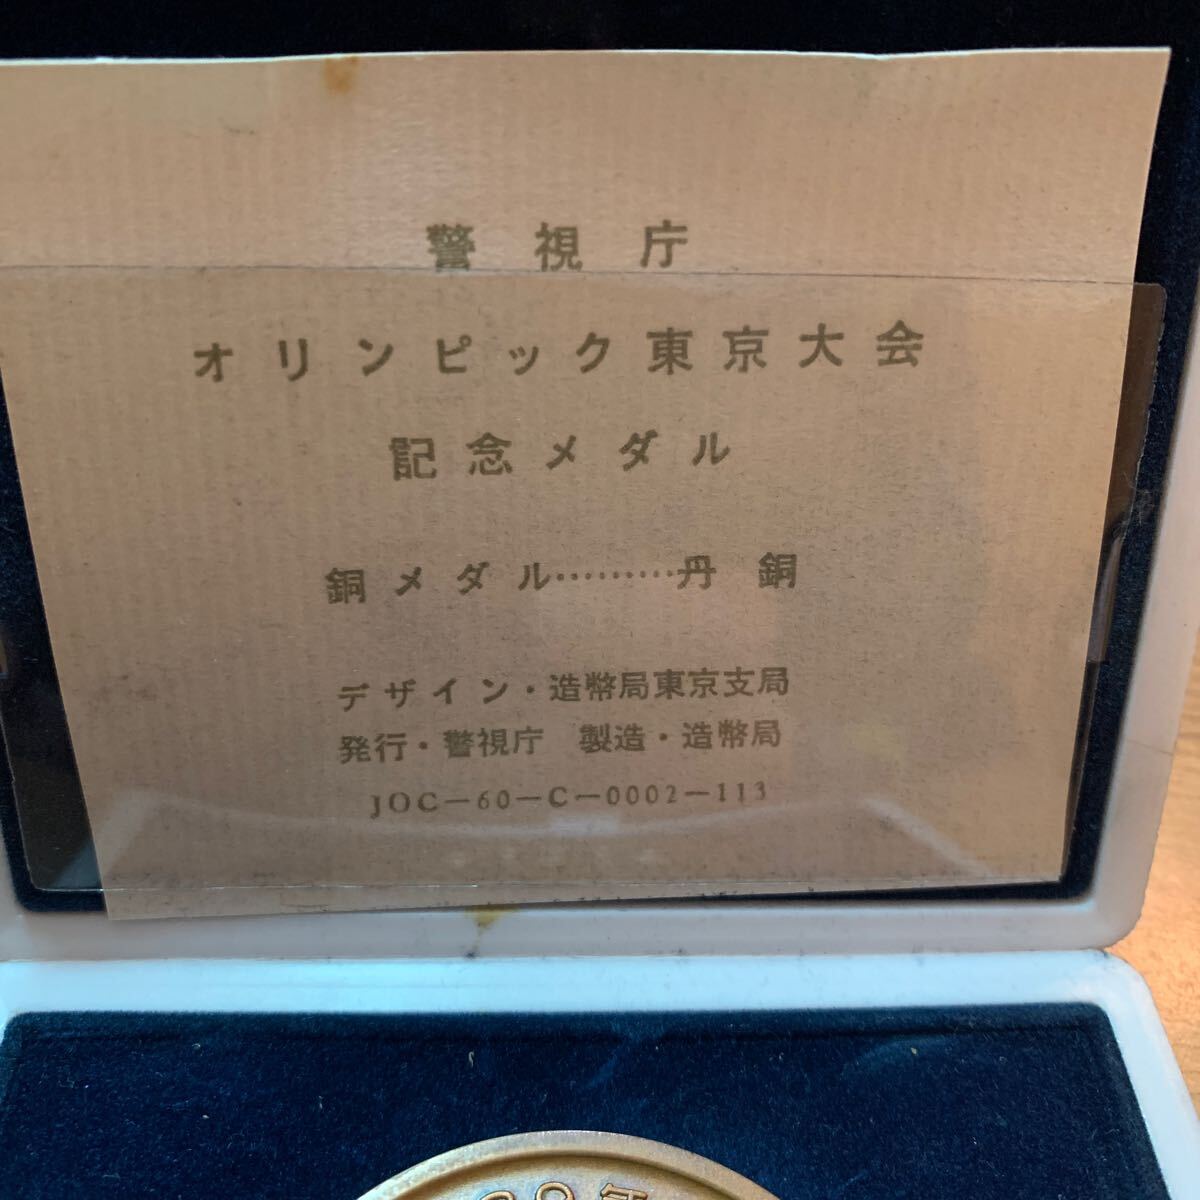 警視庁
オリンピック東京大会
記念メダル
銅メダル………丹銅
デザイン・造幣局東京支局
発行・警視庁　製造・造幣局
JOC－60－C－0002－113